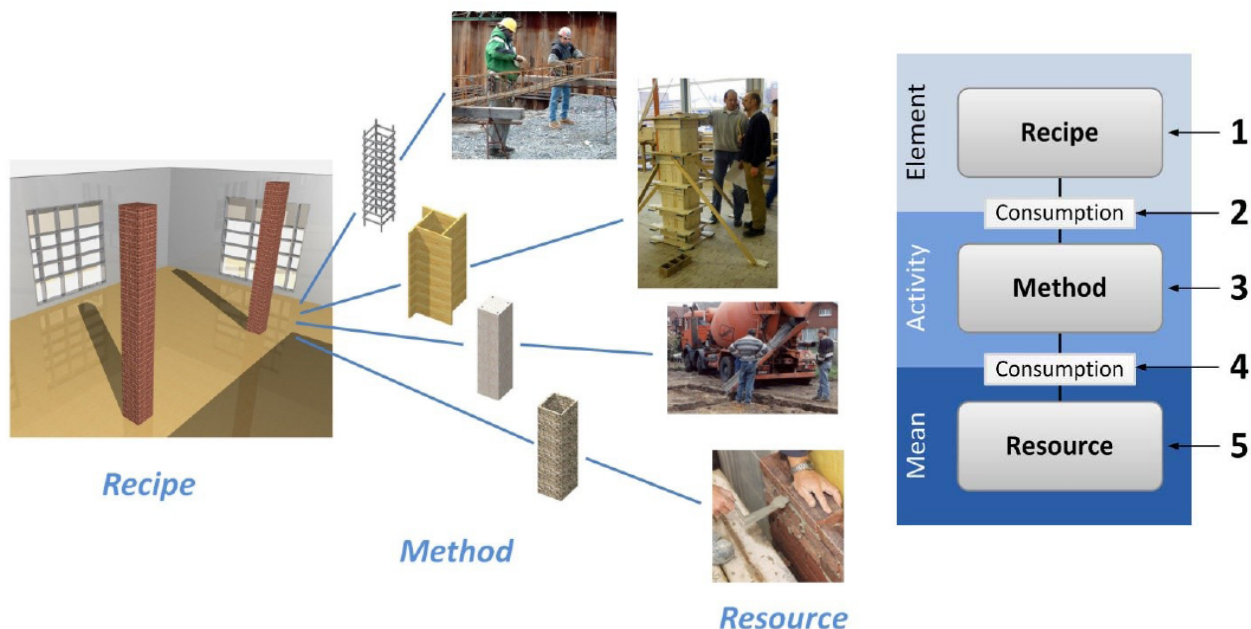 Recipe
Method
Resource
Element
Recipe
1
Consumption
2
Activity
Method
3
Consumption
4
Mean
Resource
5